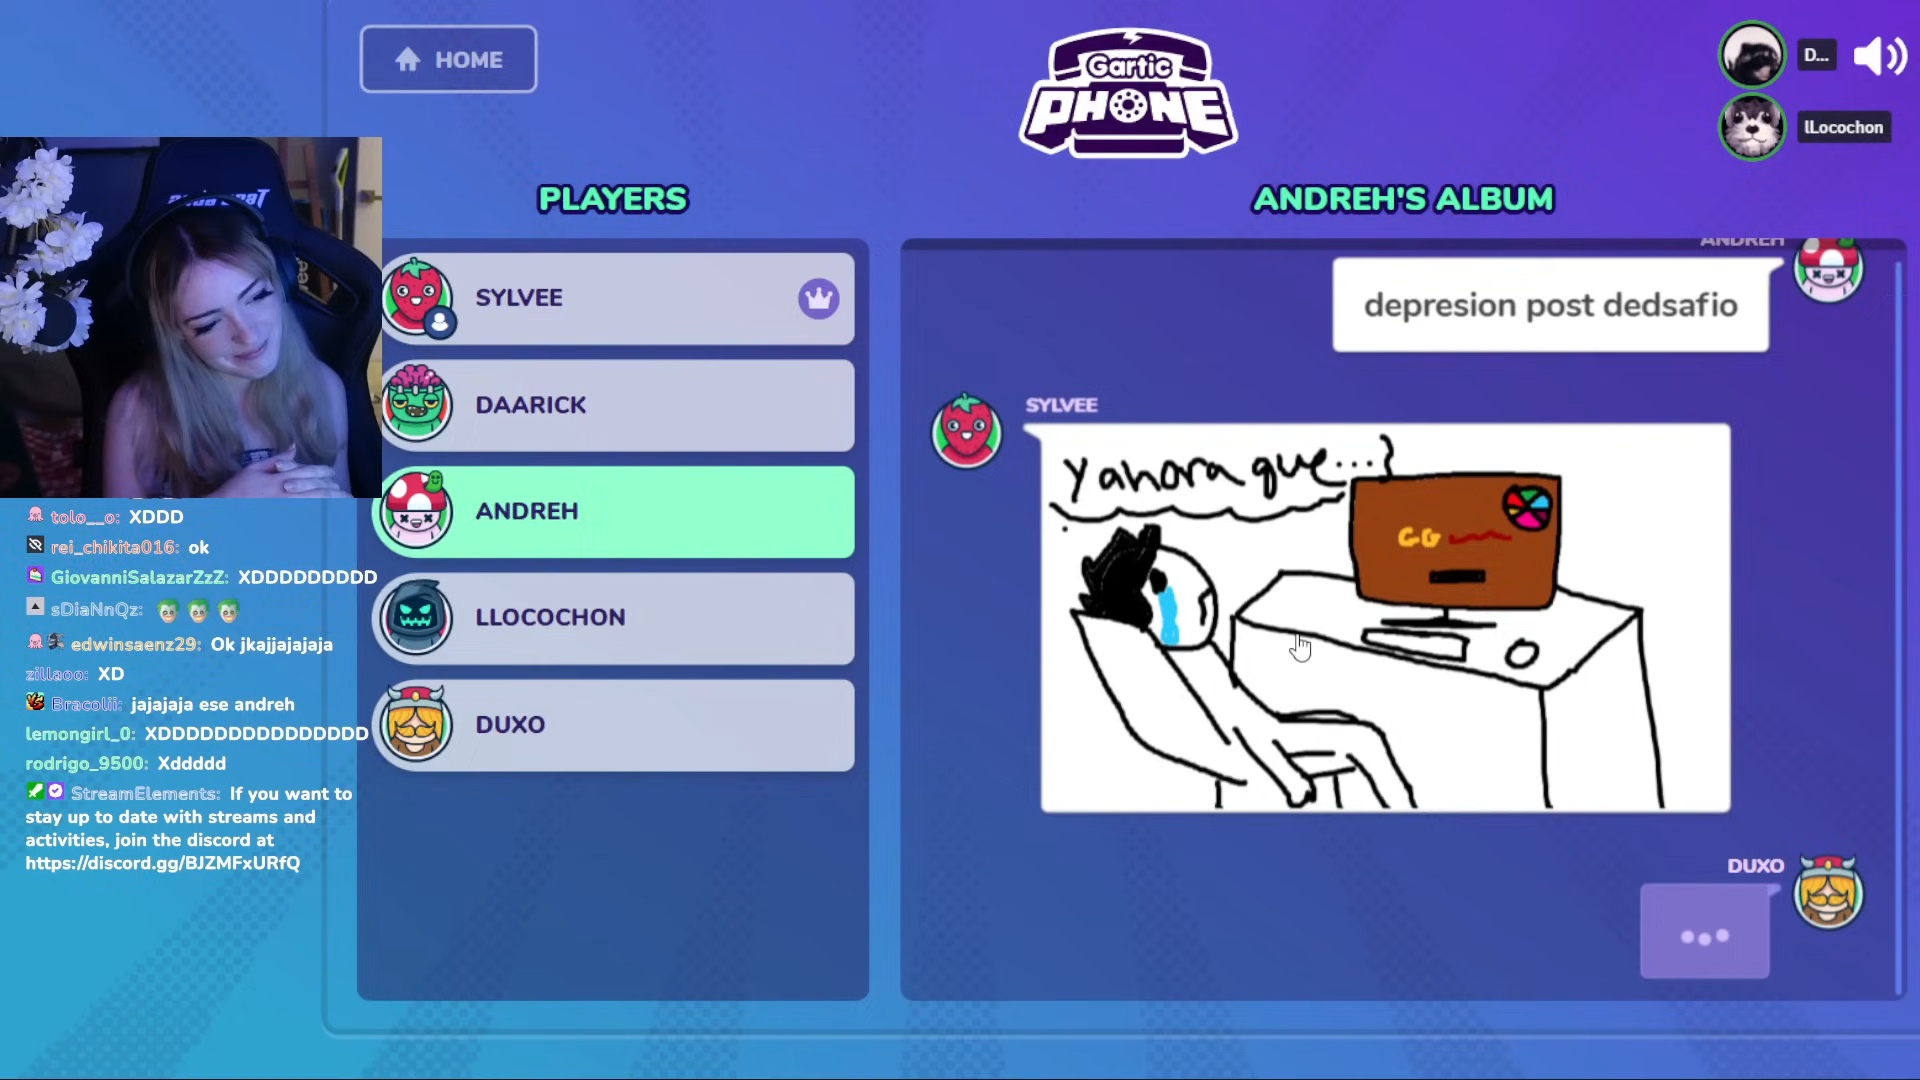 HOME
Gartic
PHONE
D...
lLocochon
PLAYERS
SYLVEE
DAARICK
ANDREH
LLOCOCHON
DUXO
ANDREH'S ALBUM
ANDREH
depresion post dedsafio
SYLVEE
y ahora que...?
GG
DUXO
...
tolo__o: XDDD
rei_chikita016: ok
GiovanniSalazarZzZ: XDDDDDDDDD
sDiaNnQz:
edwinsaenz29: Ok jkajjajajaja
zillaoo: XD
Bracolii: jajajaja ese andreh
lemongirl_0: XDDDDDDDDDDDDDDD
rodrigo_9500: Xddddd
StreamElements: If you want to
stay up to date with streams and
activities, join the discord at
https://discord.gg/BJZMFxURfQ